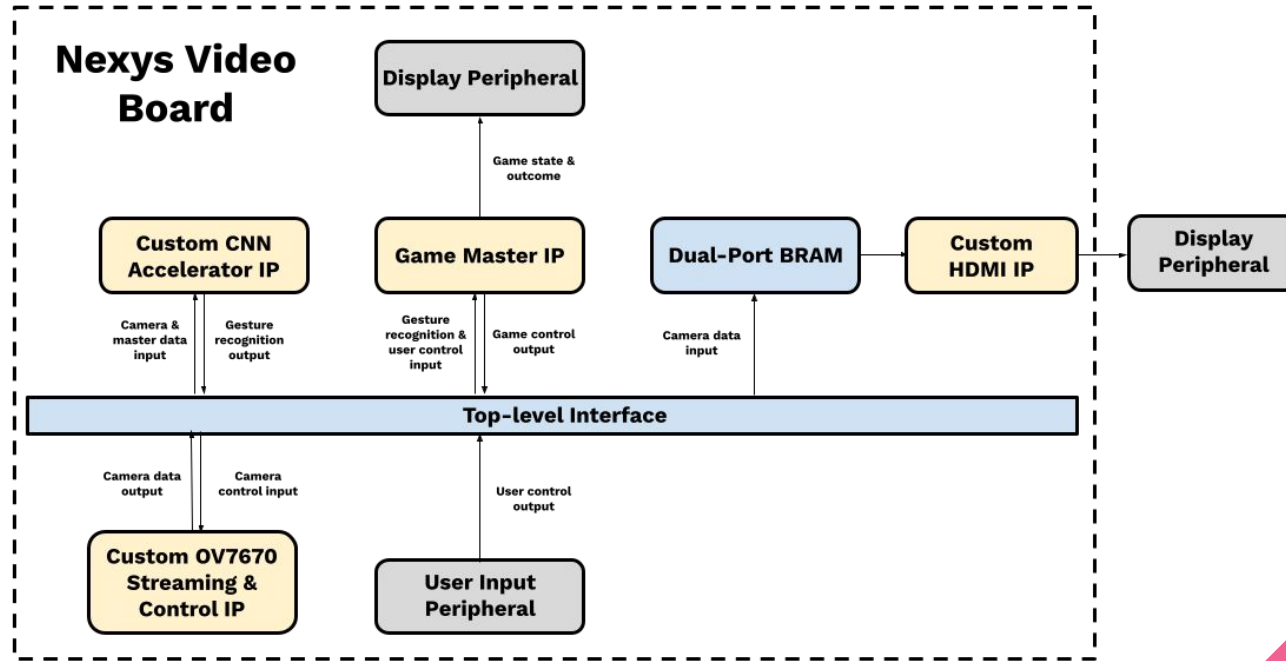 Nexys Video
Board
Display Peripheral
Game state &
outcome
Custom CNN
Accelerator IP
Game Master IP
Dual-Port BRAM
Custom
HDMI IP
Display
Peripheral
Camera &
master data
input
Gesture
recognition
output
Gesture
recognition &
user control
input
Game control
output
Camera data
input
Top-level Interface
Camera data
output
Camera
control input
User control
output
Custom OV7670
Streaming &
Control IP
User Input
Peripheral